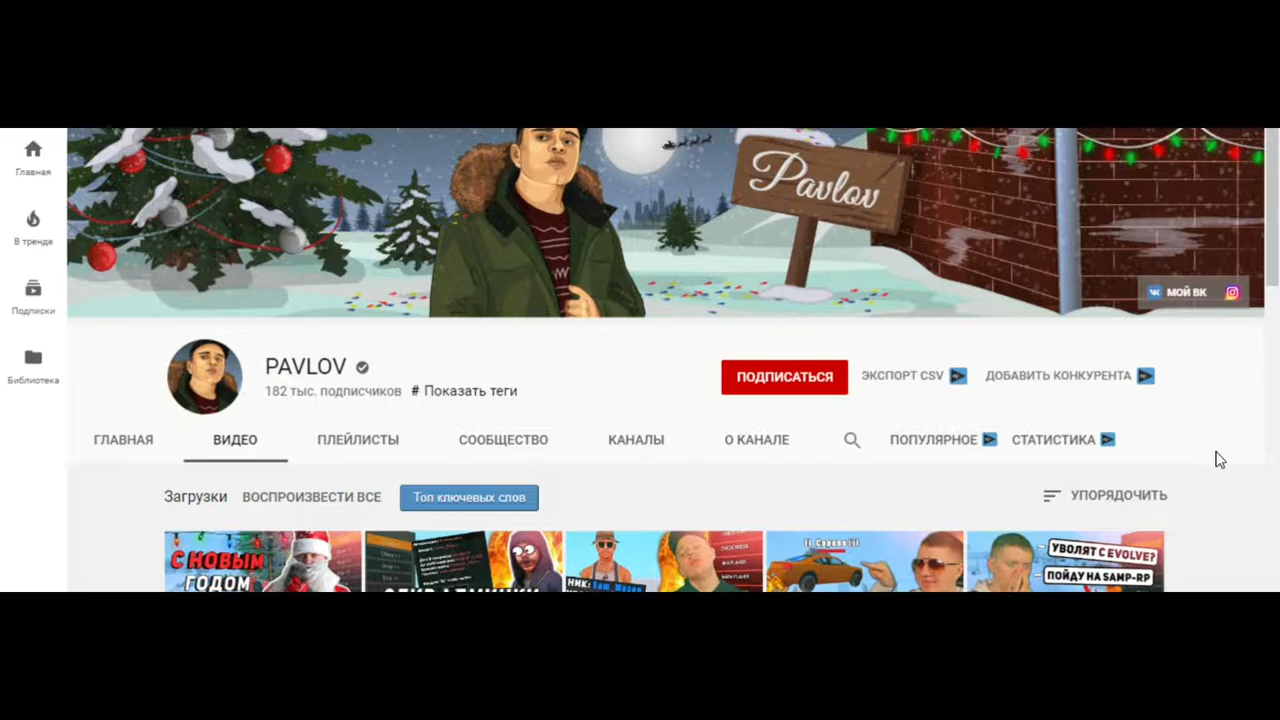 Главная
В тренде
Подписки
Библиотека
Pavlov
МОЙ ВК
PAVLOV
182 тыс. подписчиков # Показать теги
ПОДПИСАТЬСЯ
ЭКСПОРТ CSV
ДОБАВИТЬ КОНКУРЕНТА
ГЛАВНАЯ ВИДЕО ПЛЕЙЛИСТЫ СООБЩЕСТВО КАНАЛЫ О КАНАЛЕ ПОПУЛЯРНОЕ СТАТИСТИКА
Загрузки ВОСПРОИЗВЕСТИ ВСЕ Топ ключевых слов УПОРЯДОЧИТЬ
С НОВЫМ
ГОДОМ
НИК:
УВОЛЯТ С EVOLVE?
ПОЙДУ НА SAMP-RP